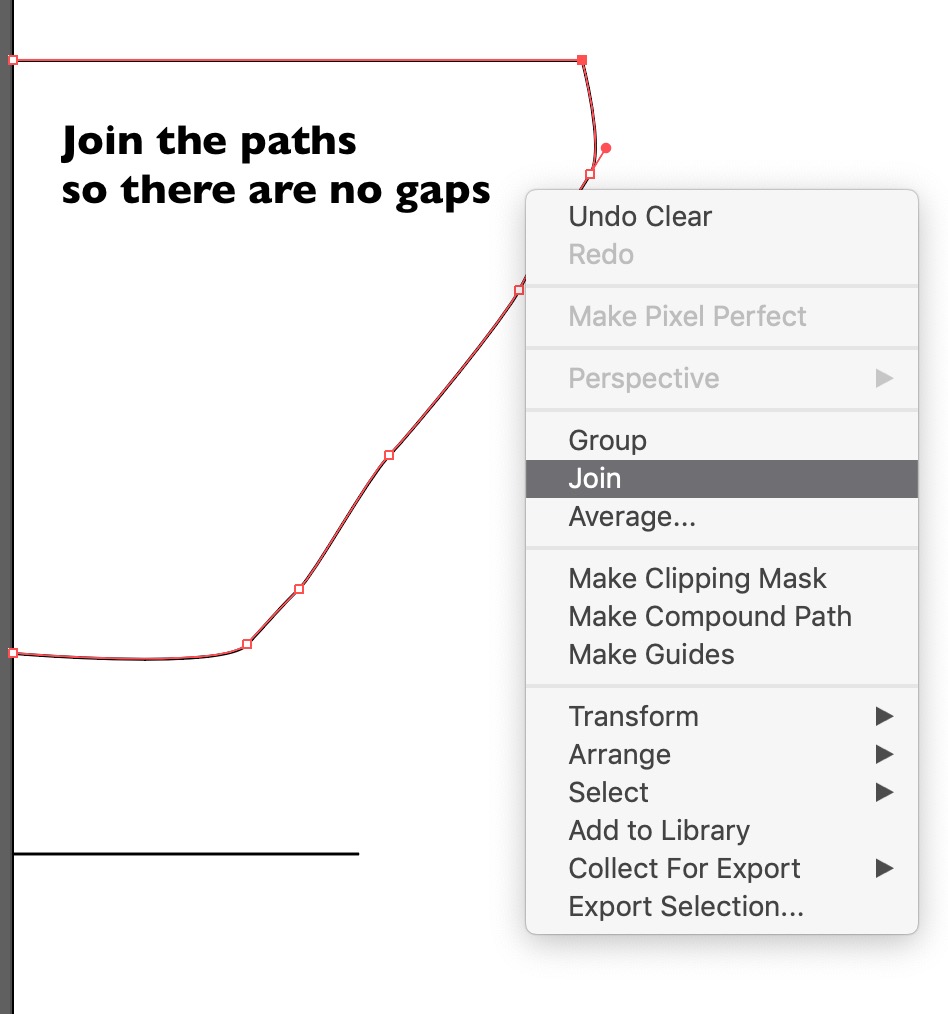 Join the paths
so there are no gaps
Undo Clear
Redo
Make Pixel Perfect
Perspective
Group
Join
Average...
Make Clipping Mask
Make Compound Path
Make Guides
Transform
Arrange
Select
Add to Library
Collect For Export
Export Selection...